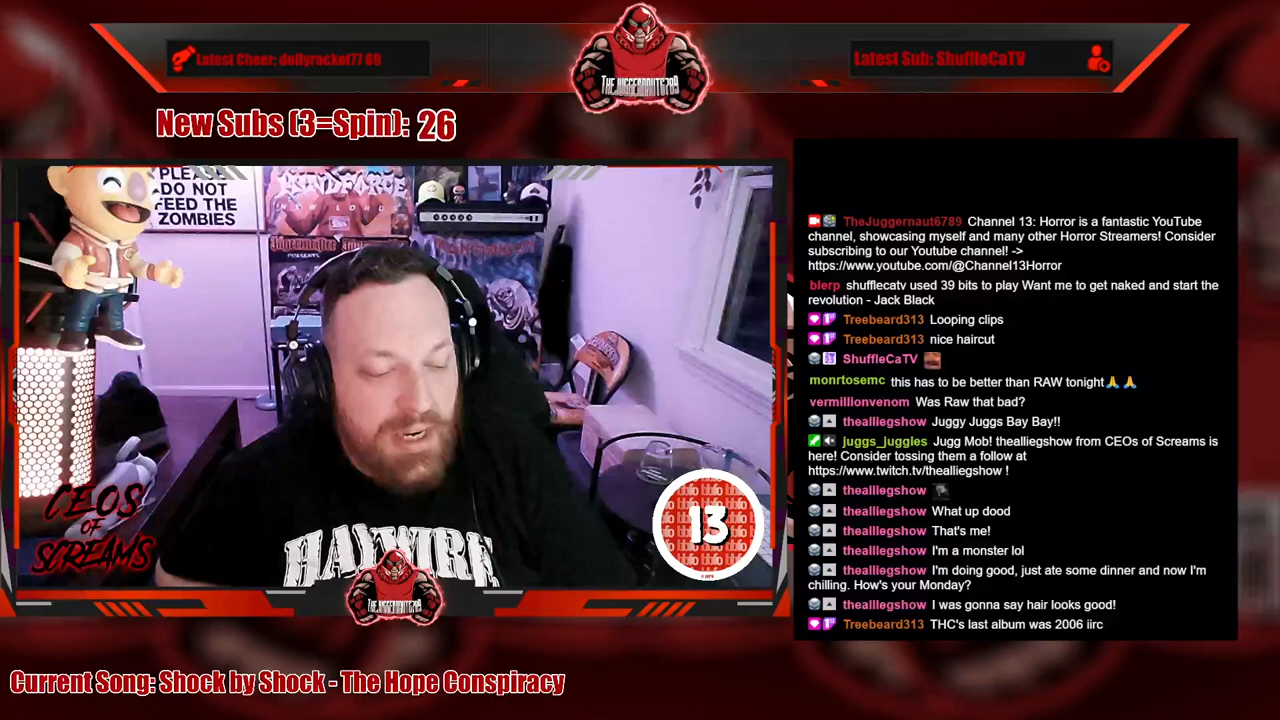 Latest Cheer: dollyrocket77 69
THEJUGGERNAUT6789
Latest Sub: ShuffleCaTV
New Subs (3=Spin): 26
PLEASE
DO NOT
FEED THE
ZOMBIES
MINDFORCE
NEW LORD
Jägermeister
HAYWIRE
CEOS
OF
SCREAMS
13
THEJUGGERNAUT6789
TheJuggernaut6789 Channel 13: Horror is a fantastic YouTube
channel, showcasing myself and many other Horror Streamers! Consider
subscribing to our Youtube channel! ->
https://www.youtube.com/@Channel13Horror
blerp shufflecatv used 39 bits to play Want me to get naked and start the
revolution - Jack Black
Treebeard313 Looping clips
Treebeard313 nice haircut
ShuffleCaTV
monrtosemc this has to be better than RAW tonight🙏🙏
vermillionvenom Was Raw that bad?
thealliegshow Juggy Juggs Bay Bay!!
juggs_juggles Jugg Mob! thealliegshow from CEOs of Screams is
here! Consider tossing them a follow at
https://www.twitch.tv/thealliegshow !
thealliegshow
thealliegshow What up dood
thealliegshow That's me!
thealliegshow I'm a monster lol
thealliegshow I'm doing good, just ate some dinner and now I'm
chilling. How's your Monday?
thealliegshow I was gonna say hair looks good!
Treebeard313 THC's last album was 2006 iirc
Current Song: Shock by Shock - The Hope Conspiracy